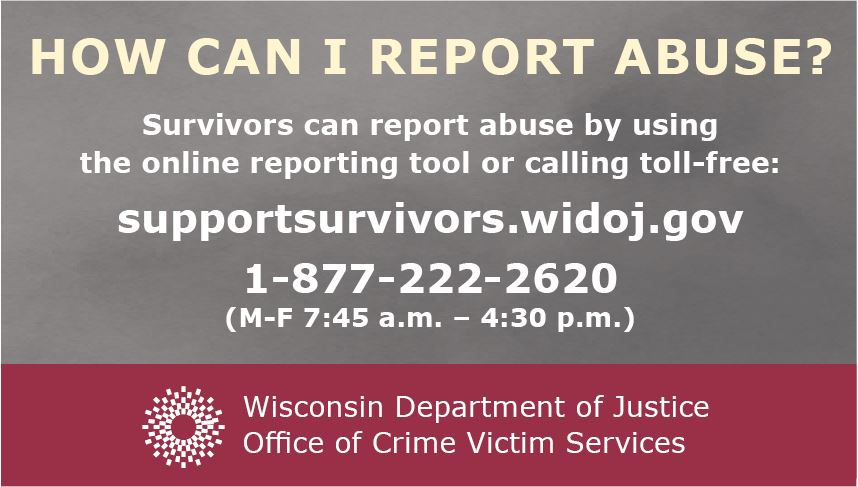 HOW CAN I REPORT ABUSE?
Survivors can report abuse by using
the online reporting tool or calling toll-free:
supportsurvivors.widoj.gov
1-877-222-2620
(M-F 7:45 a.m. – 4:30 p.m.)
Wisconsin Department of Justice
Office of Crime Victim Services